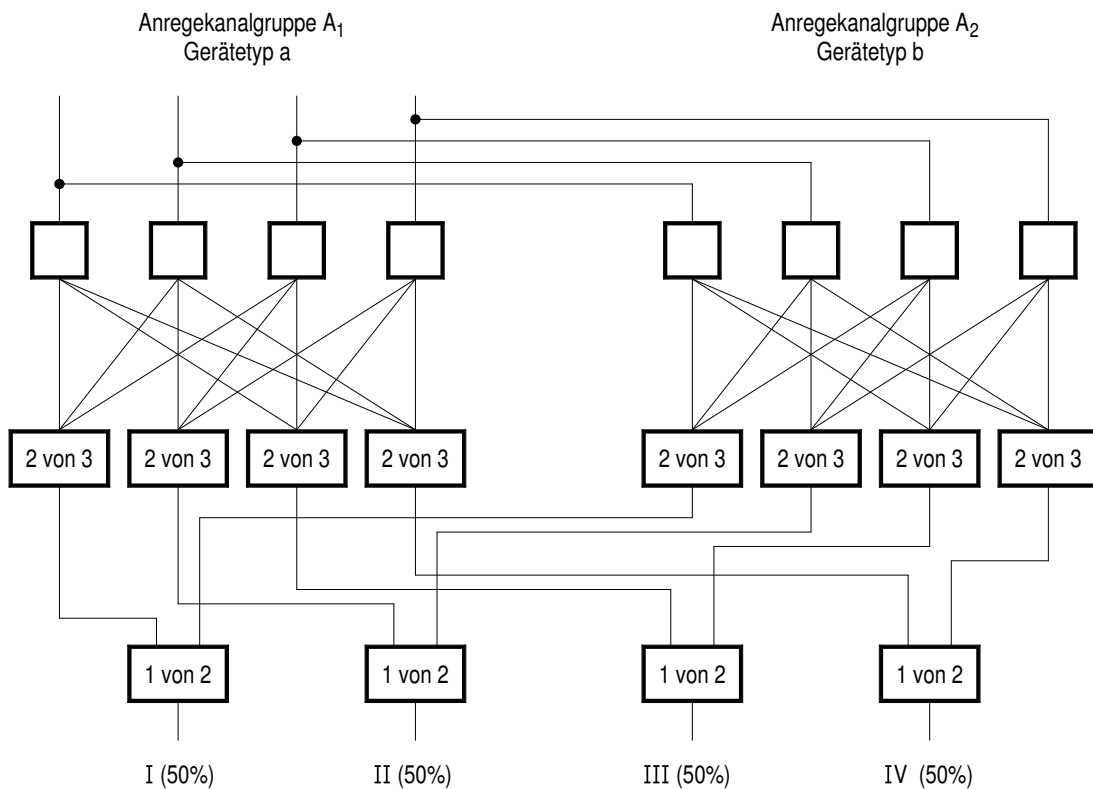 Anregekanalgruppe A₁
Gerätetyp a
Anregekanalgruppe A₂
Gerätetyp b
2 von 3
2 von 3
2 von 3
2 von 3
2 von 3
2 von 3
2 von 3
2 von 3
1 von 2
1 von 2
1 von 2
1 von 2
I (50%)
II (50%)
III (50%)
IV (50%)